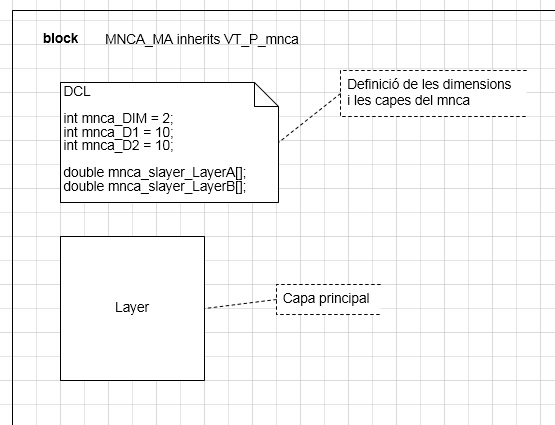 block MNCA_MA inherits VT_P_mnca
DCL
int mnca_DIM = 2;
int mnca_D1 = 10;
int mnca_D2 = 10;
double mnca_slayer_LayerA[];
double mnca_slayer_LayerB[];
Definició de les dimensions
i les capes del mnca
Layer
Capa principal